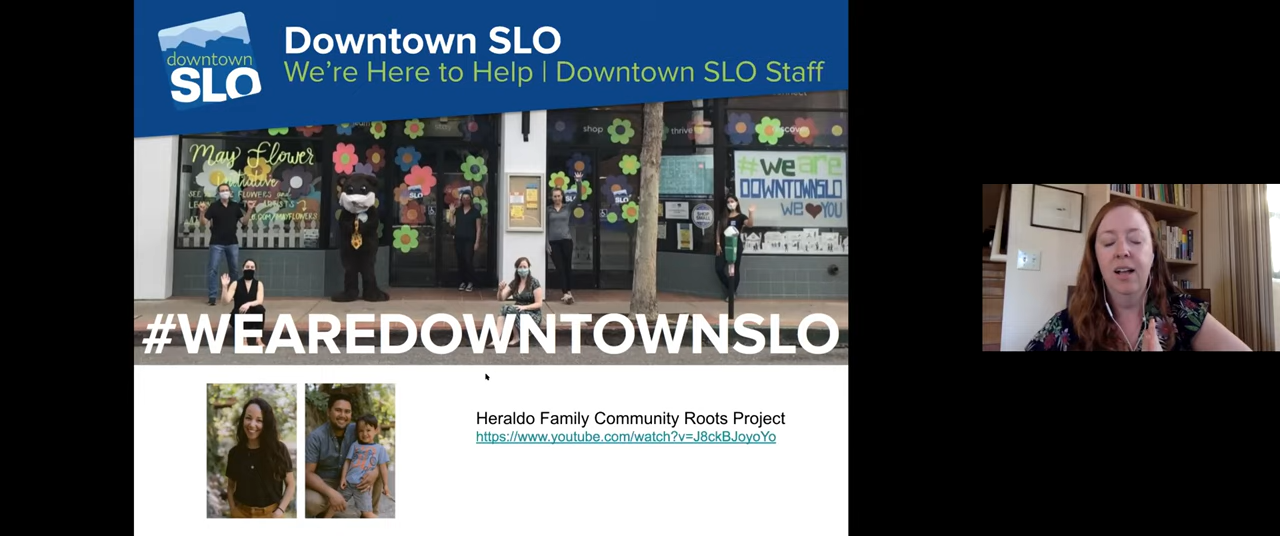 downtown
SLO
Downtown SLO
We're Here to Help | Downtown SLO Staff
shop
thrive
May Flower
Initiative
#we are
DOWNTOWNSLO
We ❤ YOU
#WEAREDOWNTOWNSLO
Heraldo Family Community Roots Project
https://www.youtube.com/watch?v=J8ckBJoyoYo